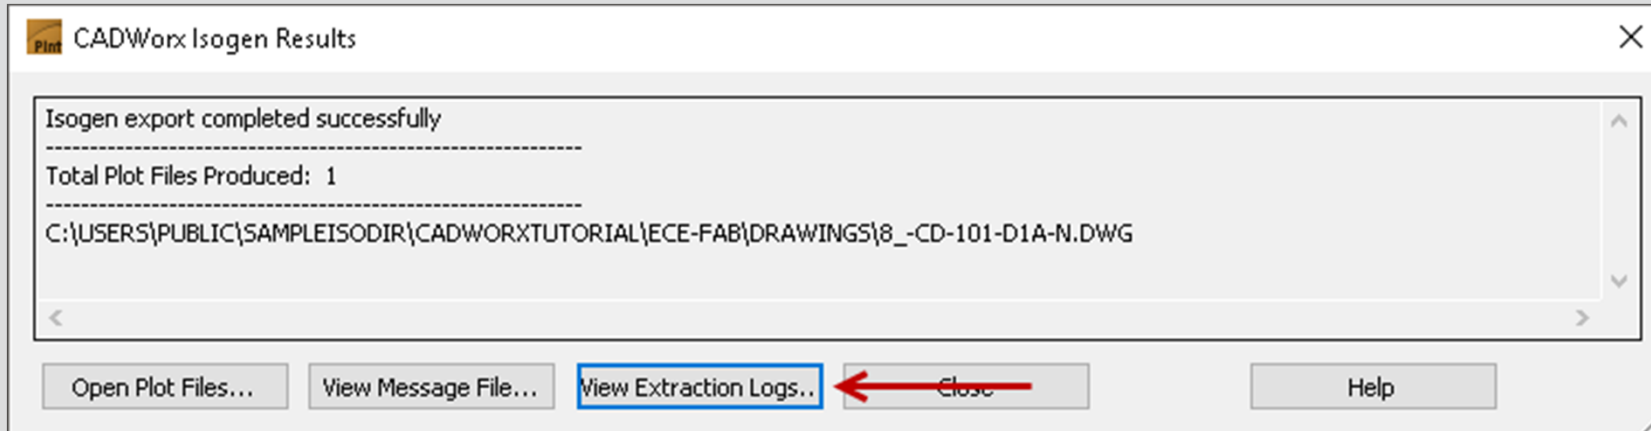 Plnt CADWorx Isogen Results
Isogen export completed successfully
------------------------------------------------------------
Total Plot Files Produced:  1
------------------------------------------------------------
C:\USERS\PUBLIC\SAMPLEISODIR\CADWORXTUTORIAL\ECE-FAB\DRAWINGS\8_-CD-101-D1A-N.DWG
Open Plot Files... View Message File... View Extraction Logs.. Close Help